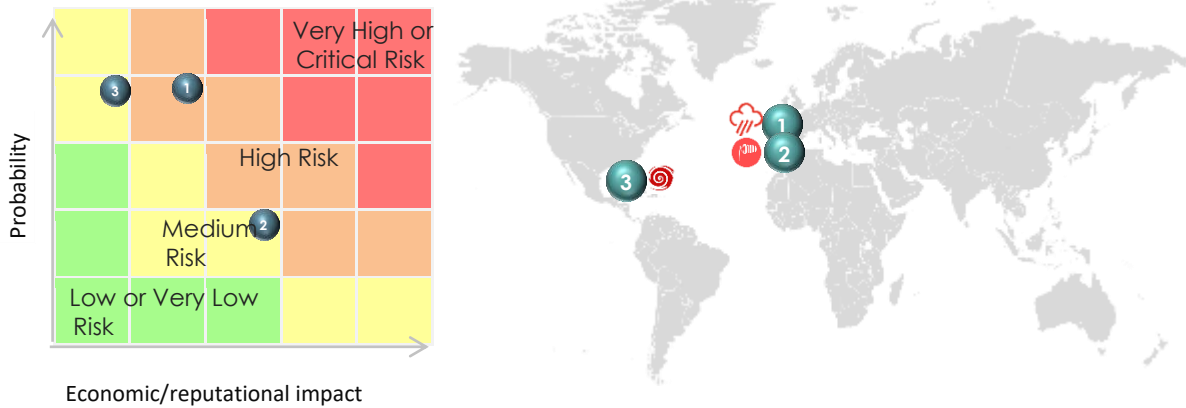 Very High or
Critical Risk
3
1
High Risk
2
Medium
Risk
Low or Very Low
Risk
Probability
Economic/reputational impact
1
2
3